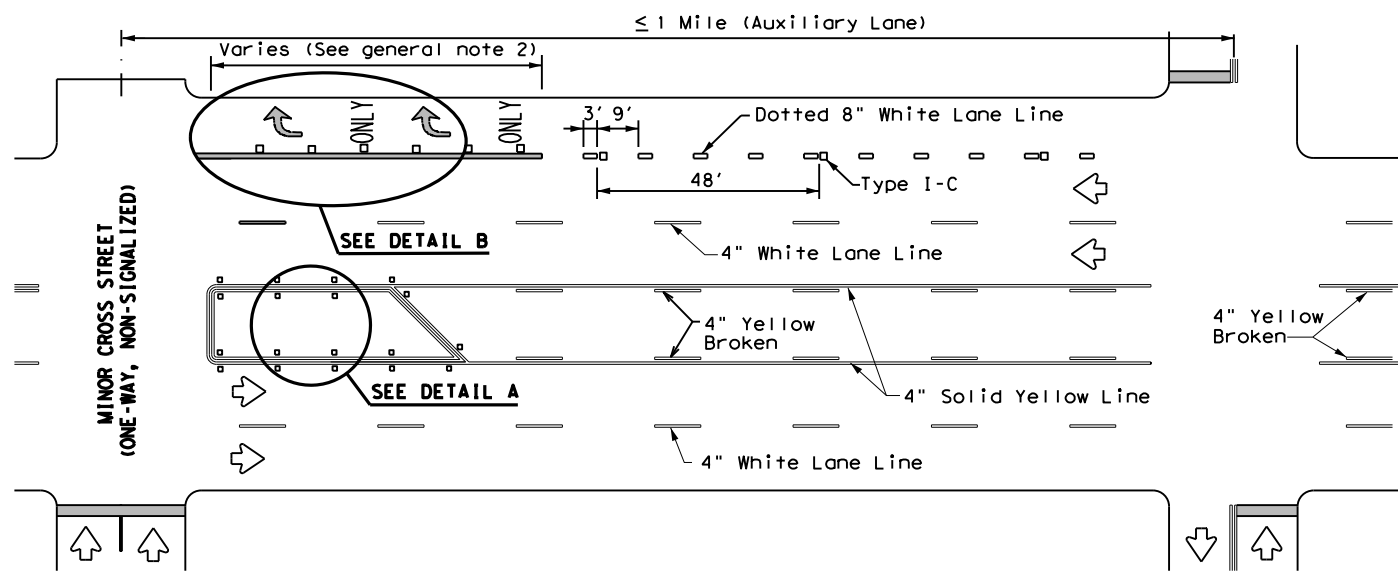 ≤ 1 Mile (Auxiliary Lane)
Varies (See general note 2)
ONLY
ONLY
3' 9'
Dotted 8" White Lane Line
48'
Type I-C
SEE DETAIL B
4" White Lane Line
MINOR CROSS STREET
(ONE-WAY, NON-SIGNALIZED)
4" Yellow
Broken
4" Yellow
Broken
SEE DETAIL A
4" Solid Yellow Line
4" White Lane Line